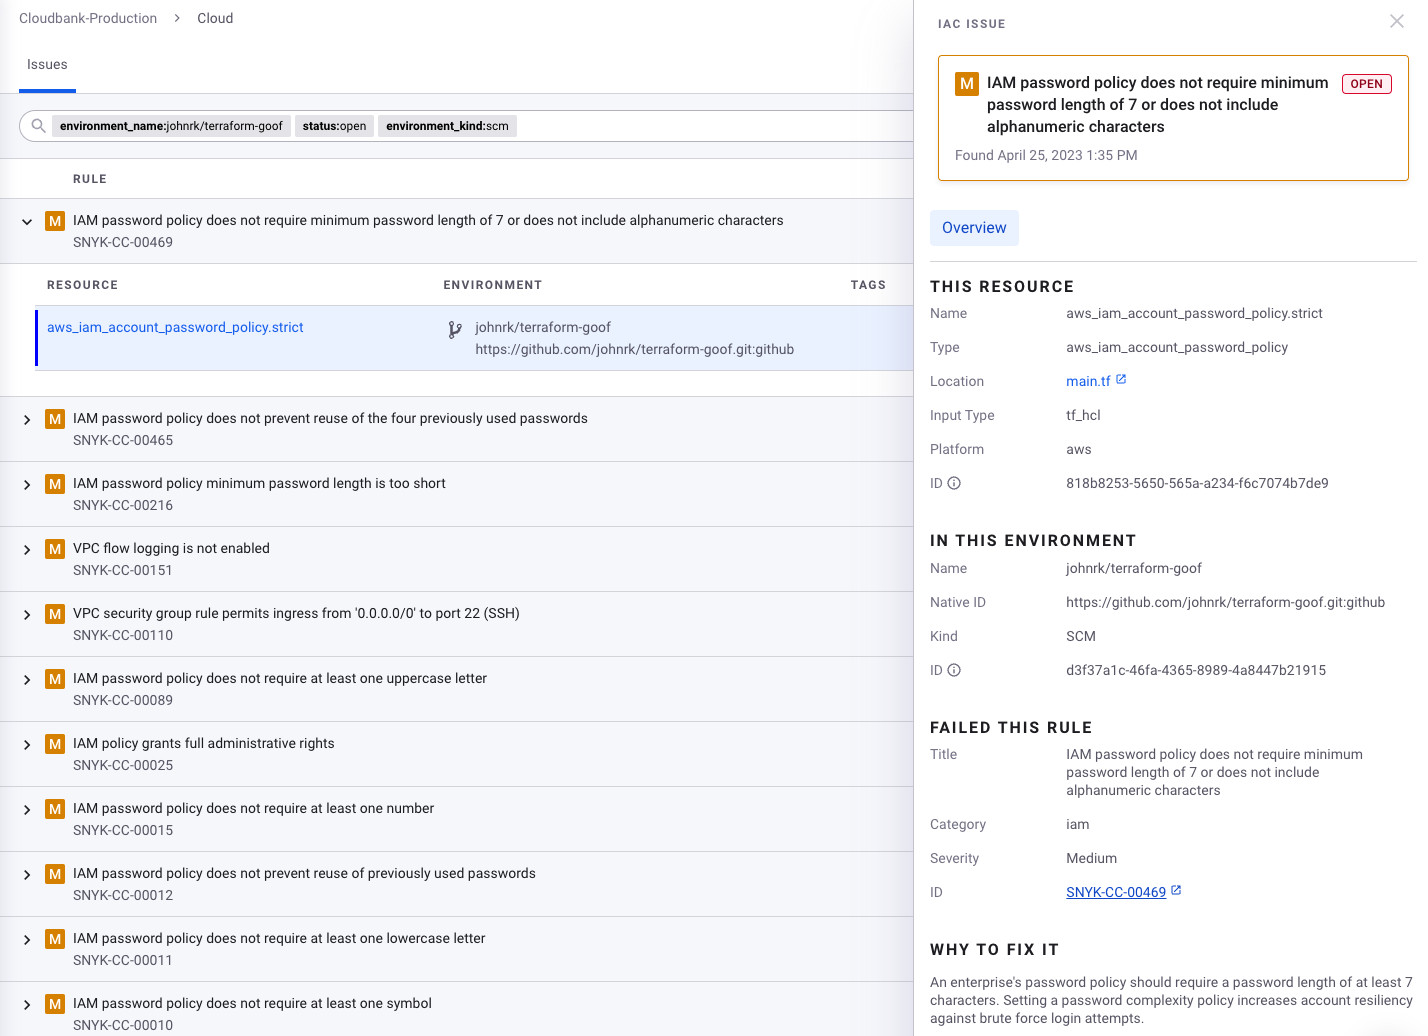 Cloudbank-Production > Cloud
Issues
environment_name:johnrk/terraform-goof status:open environment_kind:scm
RULE
M IAM password policy does not require minimum password length of 7 or does not include alphanumeric characters
SNYK-CC-00469
RESOURCE ENVIRONMENT TAGS
aws_iam_account_password_policy.strict johnrk/terraform-goof
https://github.com/johnrk/terraform-goof.git:github
M IAM password policy does not prevent reuse of the four previously used passwords
SNYK-CC-00465
M IAM password policy minimum password length is too short
SNYK-CC-00216
M VPC flow logging is not enabled
SNYK-CC-00151
M VPC security group rule permits ingress from '0.0.0.0/0' to port 22 (SSH)
SNYK-CC-00110
M IAM password policy does not require at least one uppercase letter
SNYK-CC-00089
M IAM policy grants full administrative rights
SNYK-CC-00025
M IAM password policy does not require at least one number
SNYK-CC-00015
M IAM password policy does not prevent reuse of previously used passwords
SNYK-CC-00012
M IAM password policy does not require at least one lowercase letter
SNYK-CC-00011
M IAM password policy does not require at least one symbol
SNYK-CC-00010
IAC ISSUE
M IAM password policy does not require minimum OPEN
password length of 7 or does not include
alphanumeric characters
Found April 25, 2023 1:35 PM
Overview
THIS RESOURCE
Name aws_iam_account_password_policy.strict
Type aws_iam_account_password_policy
Location main.tf
Input Type tf_hcl
Platform aws
ID 818b8253-5650-565a-a234-f6c7074b7de9
IN THIS ENVIRONMENT
Name johnrk/terraform-goof
Native ID https://github.com/johnrk/terraform-goof.git:github
Kind SCM
ID d3f37a1c-46fa-4365-8989-4a8447b21915
FAILED THIS RULE
Title IAM password policy does not require minimum
password length of 7 or does not include
alphanumeric characters
Category iam
Severity Medium
ID SNYK-CC-00469
WHY TO FIX IT
An enterprise's password policy should require a password length of at least 7
characters. Setting a password complexity policy increases account resiliency
against brute force login attempts.